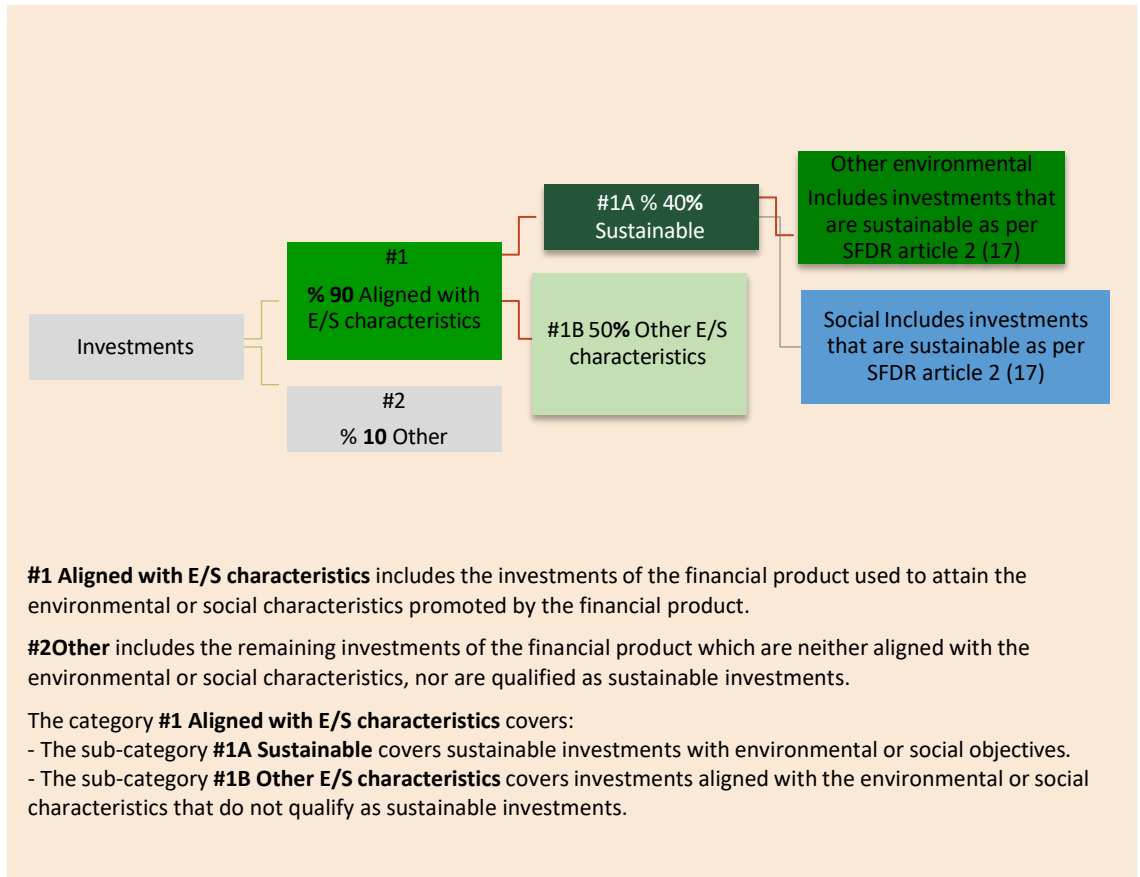 Investments
#1
% 90 Aligned with
E/S characteristics
#2
% 10 Other
#1A % 40%
Sustainable
#1B 50% Other E/S
characteristics
Other environmental
Includes investments that
are sustainable as per
SFDR article 2 (17)
Social Includes investments
that are sustainable as per
SFDR article 2 (17)
#1 Aligned with E/S characteristics includes the investments of the financial product used to attain the
environmental or social characteristics promoted by the financial product.
#2Other includes the remaining investments of the financial product which are neither aligned with the
environmental or social characteristics, nor are qualified as sustainable investments.
The category #1 Aligned with E/S characteristics covers:
- The sub-category #1A Sustainable covers sustainable investments with environmental or social objectives.
- The sub-category #1B Other E/S characteristics covers investments aligned with the environmental or social
characteristics that do not qualify as sustainable investments.